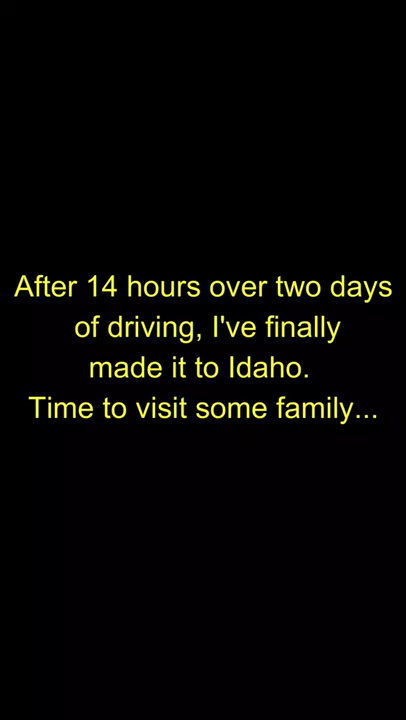 After 14 hours over two days
of driving, I've finally
made it to Idaho.
Time to visit some family...